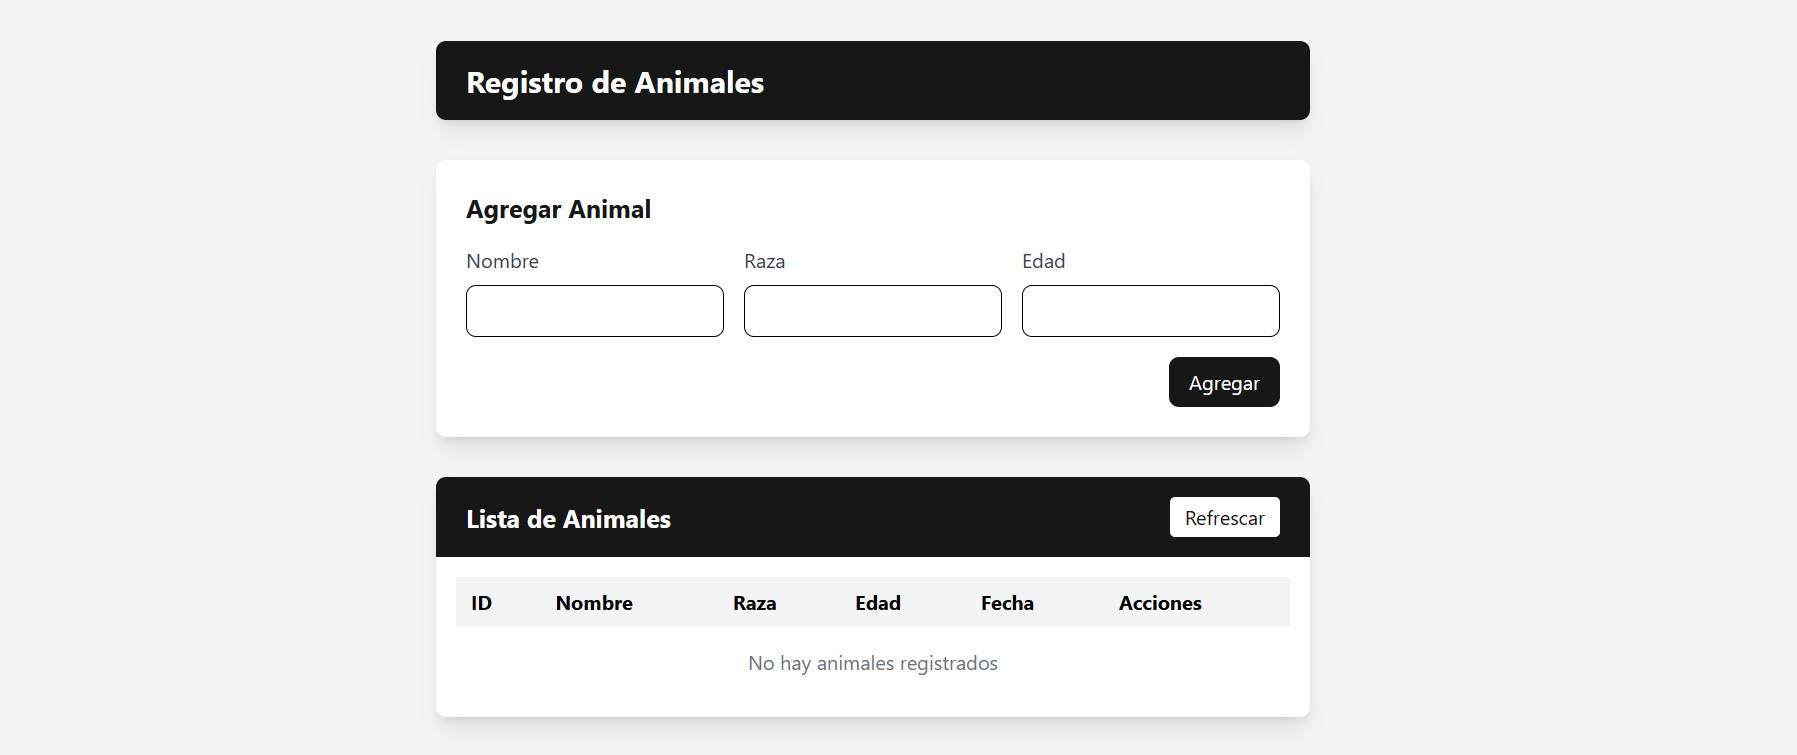 Registro de Animales
Agregar Animal
Nombre Raza Edad
Agregar
Lista de Animales Refrescar
ID Nombre Raza Edad Fecha Acciones
No hay animales registrados